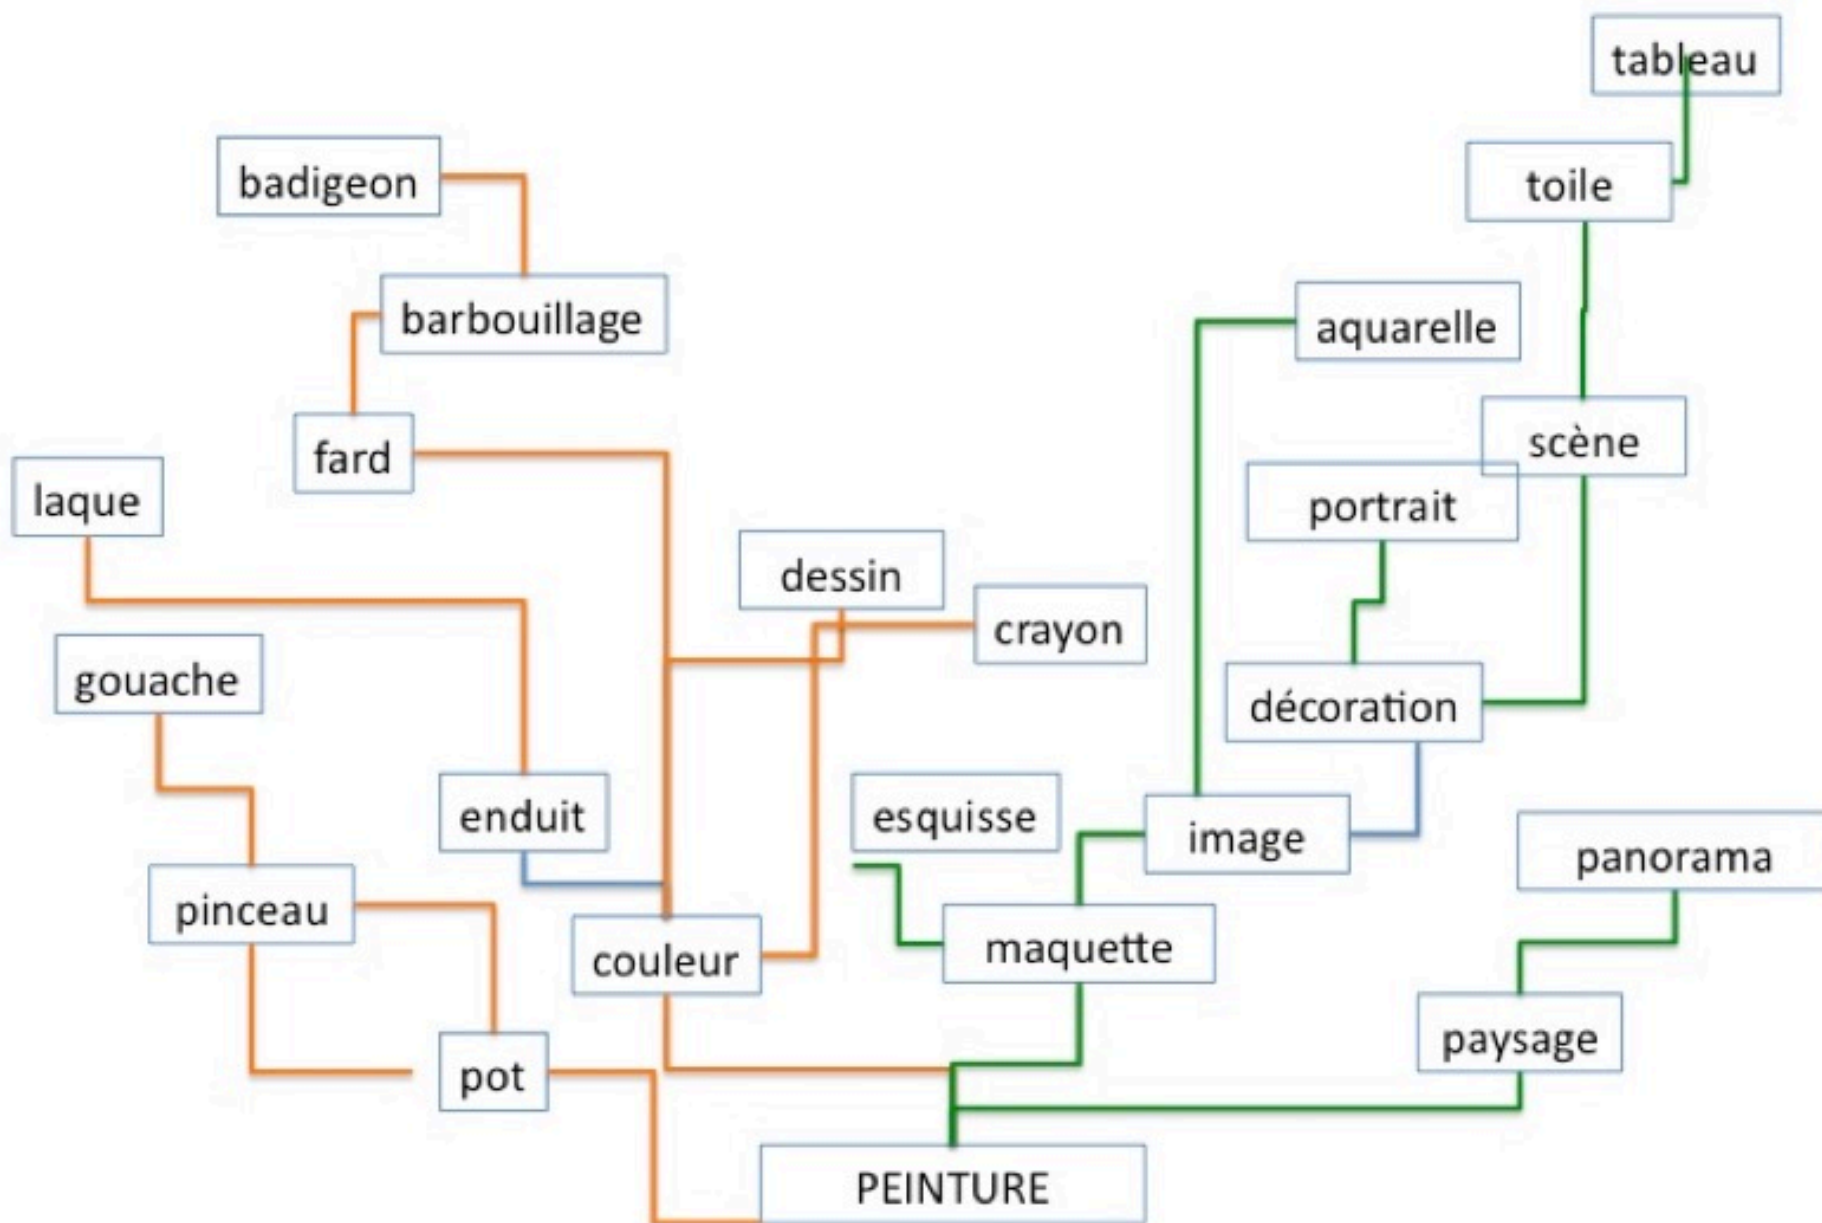 tableau
badigeon
toile
barbouillage
aquarelle
fard
scène
laque
portrait
dessin
crayon
gouache
décoration
enduit
esquisse
image
panorama
pinceau
couleur
maquette
paysage
pot
PEINTURE